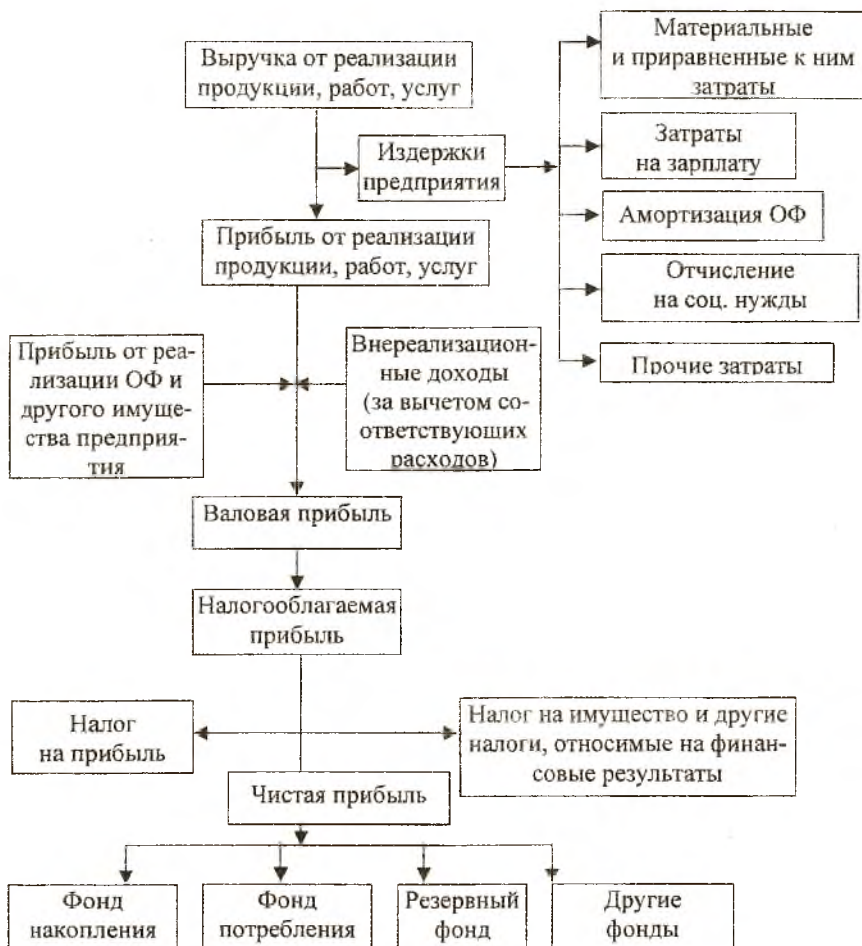 Выручка от реализации
продукции, работ, услуг
Материальные
и приравненные к ним
затраты
Издержки
предприятия
Затраты
на зарплату
Амортизация ОФ
Отчисление
на соц. нужды
Прочие затраты
Прибыль от реализации
продукции, работ, услуг
Прибыль от реа-
лизации ОФ и
другого имуще-
ства предприя-
тия
Внереализацион-
ные доходы
(за вычетом со-
ответствующих
расходов)
Валовая прибыль
Налогооблагаемая
прибыль
Налог
на прибыль
Налог на имущество и другие
налоги, относимые на финан-
совые результаты
Чистая прибыль
Фонд
накопления
Фонд
потребления
Резервный
фонд
Другие
фонды